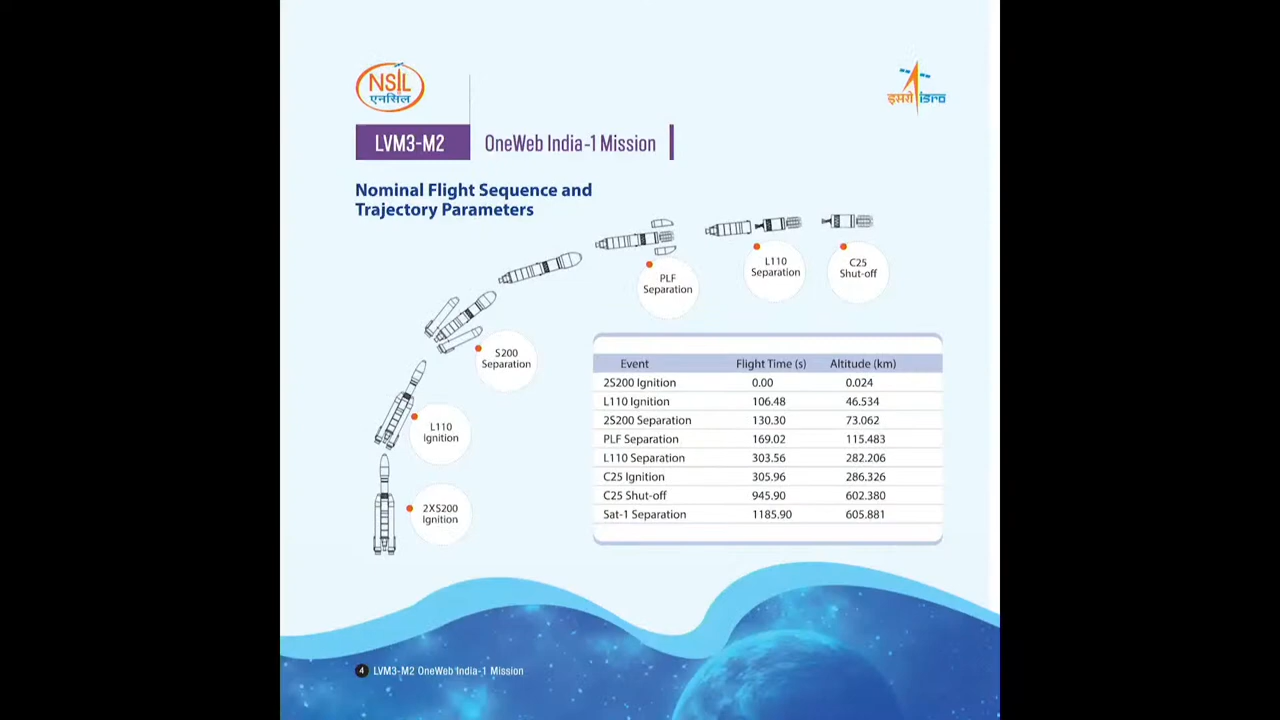 NSIL
एनसिल
इसरो isro
LVM3-M2
OneWeb India-1 Mission
Nominal Flight Sequence and
Trajectory Parameters
PLF
Separation
L110
Separation
C25
Shut-off
S200
Separation
L110
Ignition
2XS200
Ignition
Event Flight Time (s) Altitude (km)
2S200 Ignition 0.00 0.024
L110 Ignition 106.48 46.534
2S200 Separation 130.30 73.062
PLF Separation 169.02 115.483
L110 Separation 303.56 282.206
C25 Ignition 305.96 286.326
C25 Shut-off 945.90 602.380
Sat-1 Separation 1185.90 605.881
4 LVM3-M2 OneWeb India-1 Mission